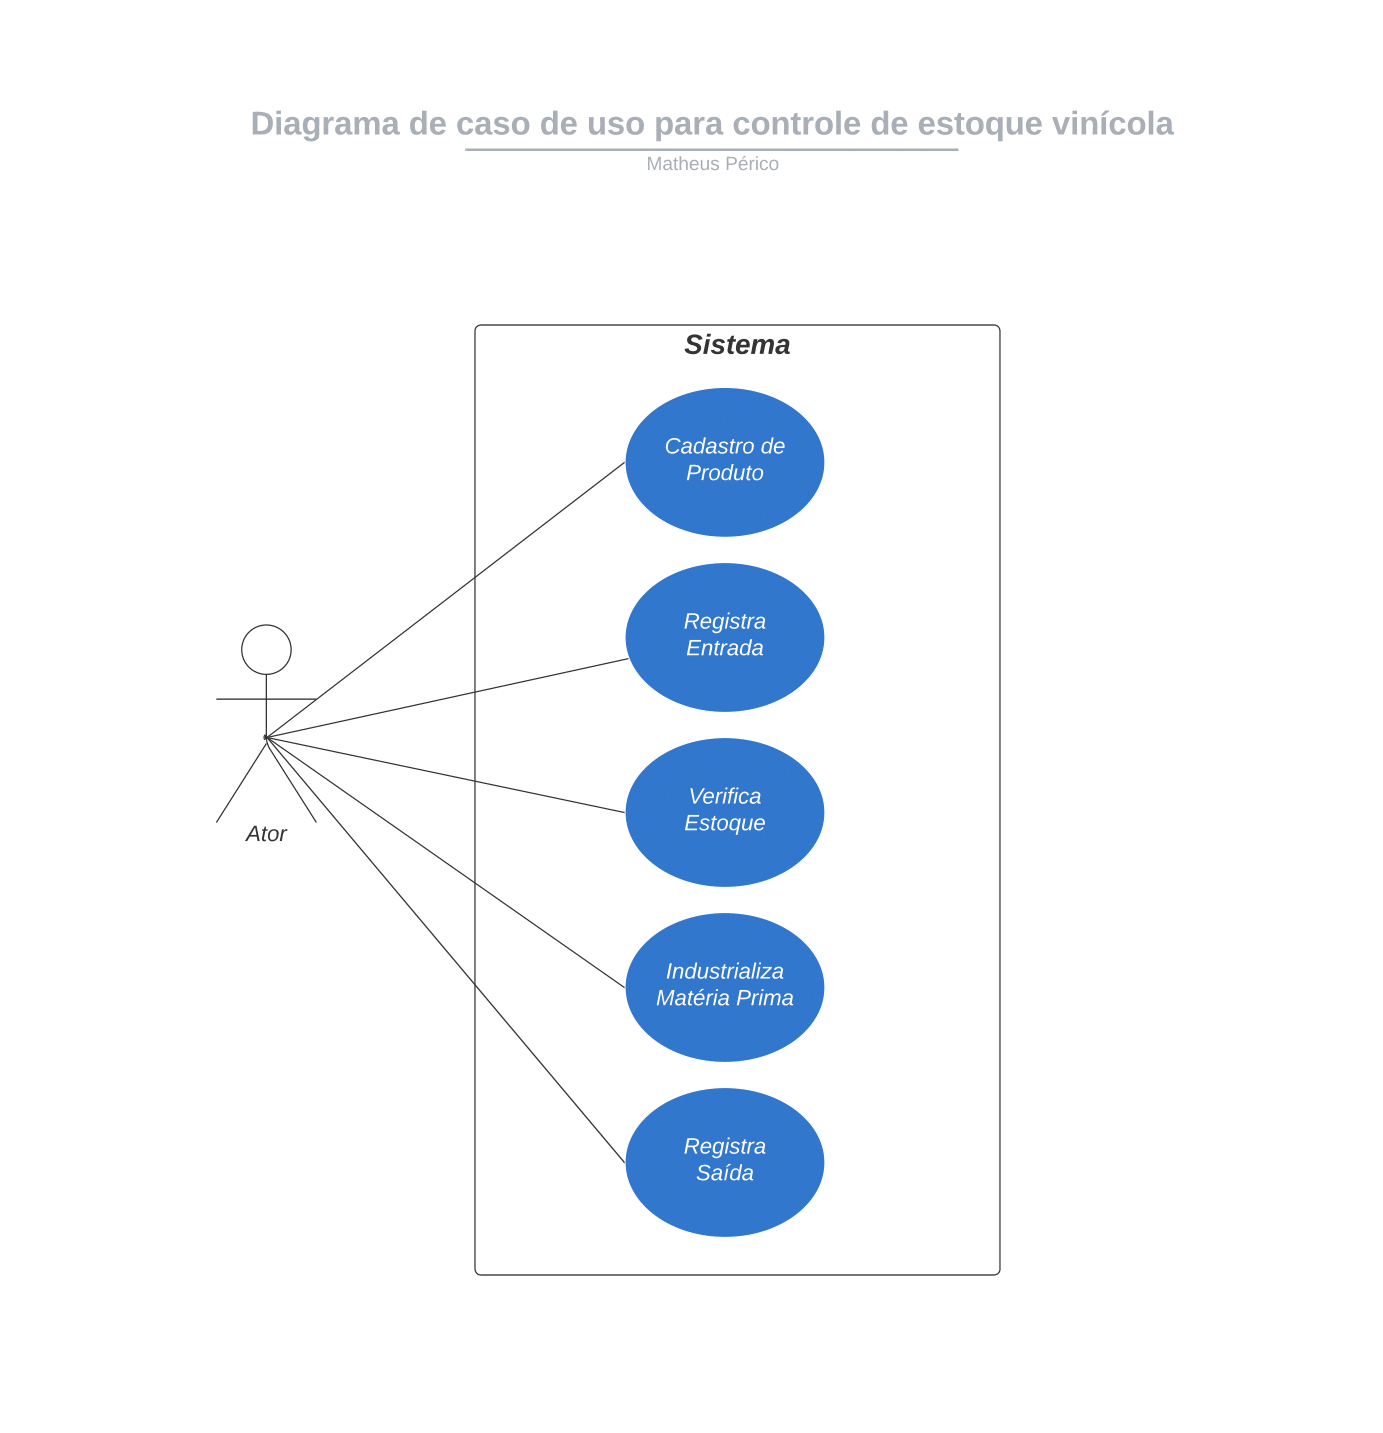 Diagrama de caso de uso para controle de estoque vinícola
Matheus Périco
Sistema
Cadastro de
Produto
Registra
Entrada
Verifica
Estoque
Ator
Industrializa
Matéria Prima
Registra
Saída